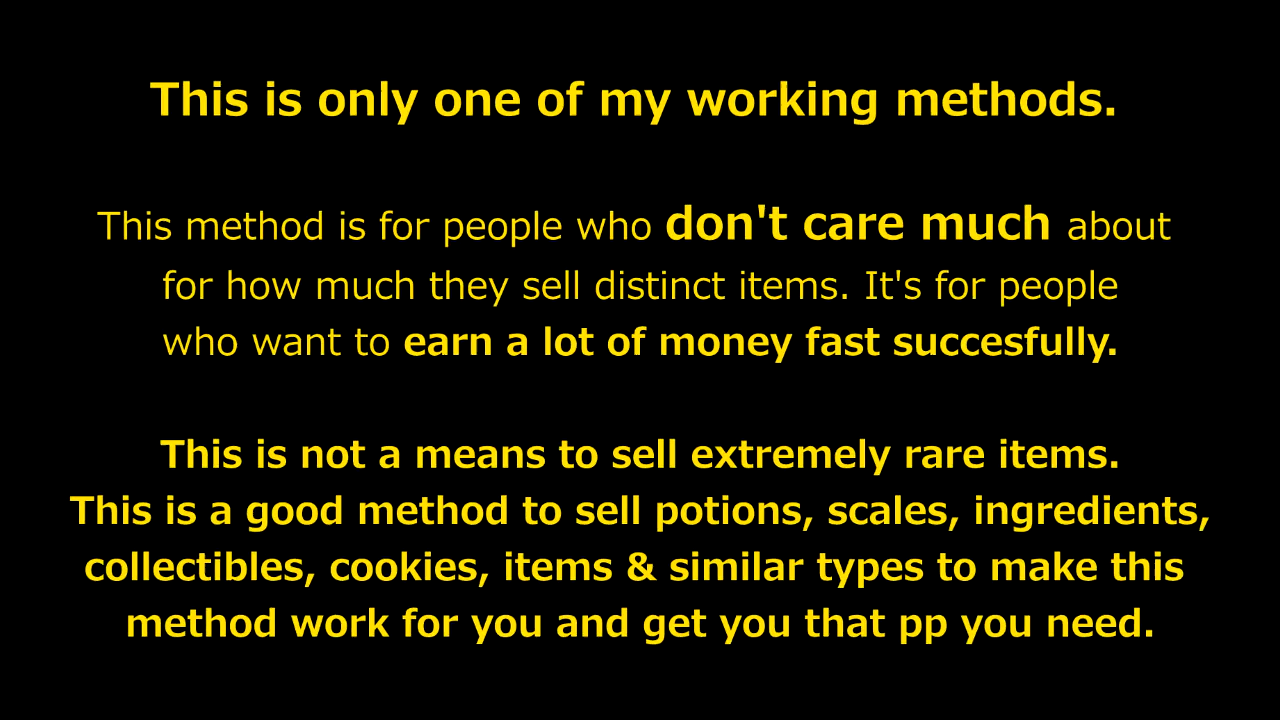 This is only one of my working methods.
This method is for people who don't care much about
for how much they sell distinct items. It's for people
who want to earn a lot of money fast succesfully.
This is not a means to sell extremely rare items.
This is a good method to sell potions, scales, ingredients,
collectibles, cookies, items & similar types to make this
method work for you and get you that pp you need.